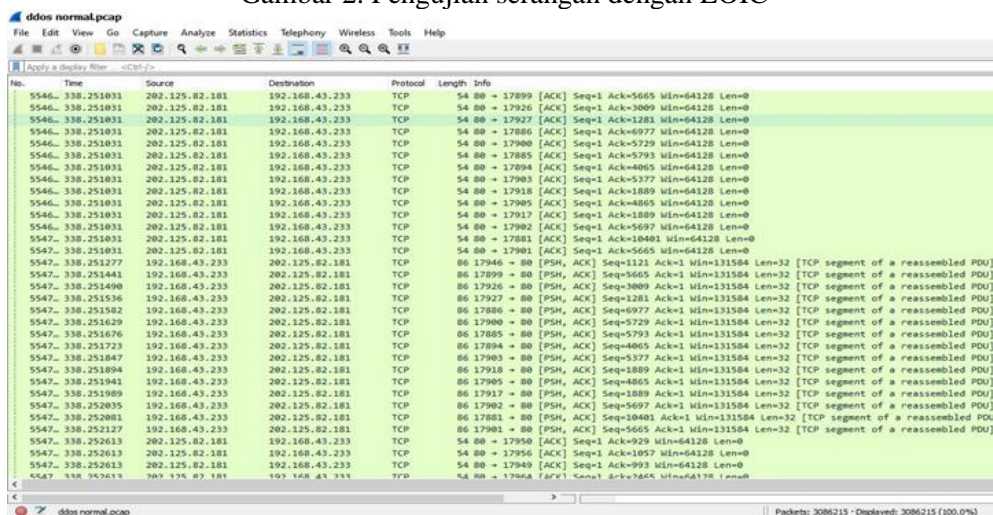 Gambar 2. Pengujian serangan dengan LOIC
ddos normal.pcap
File Edit View Go Capture Analyze Statistics Telephony Wireless Tools Help
Apply a display filter ... <Ctrl-/>
No. Time Source Destination Protocol Length Info
5546… 338.251031 202.125.82.181 192.168.43.233 TCP 54 80 → 17899 [ACK] Seq=1 Ack=5665 Win=64128 Len=0
5546… 338.251031 202.125.82.181 192.168.43.233 TCP 54 80 → 17926 [ACK] Seq=1 Ack=3009 Win=64128 Len=0
5546… 338.251031 202.125.82.181 192.168.43.233 TCP 54 80 → 17927 [ACK] Seq=1 Ack=1281 Win=64128 Len=0
5546… 338.251031 202.125.82.181 192.168.43.233 TCP 54 80 → 17886 [ACK] Seq=1 Ack=6977 Win=64128 Len=0
5546… 338.251031 202.125.82.181 192.168.43.233 TCP 54 80 → 17900 [ACK] Seq=1 Ack=5729 Win=64128 Len=0
5546… 338.251031 202.125.82.181 192.168.43.233 TCP 54 80 → 17885 [ACK] Seq=1 Ack=5793 Win=64128 Len=0
5546… 338.251031 202.125.82.181 192.168.43.233 TCP 54 80 → 17894 [ACK] Seq=1 Ack=4065 Win=64128 Len=0
5546… 338.251031 202.125.82.181 192.168.43.233 TCP 54 80 → 17903 [ACK] Seq=1 Ack=5377 Win=64128 Len=0
5546… 338.251031 202.125.82.181 192.168.43.233 TCP 54 80 → 17918 [ACK] Seq=1 Ack=1889 Win=64128 Len=0
5546… 338.251031 202.125.82.181 192.168.43.233 TCP 54 80 → 17905 [ACK] Seq=1 Ack=4865 Win=64128 Len=0
5546… 338.251031 202.125.82.181 192.168.43.233 TCP 54 80 → 17917 [ACK] Seq=1 Ack=1889 Win=64128 Len=0
5546… 338.251031 202.125.82.181 192.168.43.233 TCP 54 80 → 17902 [ACK] Seq=1 Ack=5697 Win=64128 Len=0
5547… 338.251031 202.125.82.181 192.168.43.233 TCP 54 80 → 17881 [ACK] Seq=1 Ack=10401 Win=64128 Len=0
5547… 338.251031 202.125.82.181 192.168.43.233 TCP 54 80 → 17901 [ACK] Seq=1 Ack=5665 Win=64128 Len=0
5547… 338.251277 192.168.43.233 202.125.82.181 TCP 86 17946 → 80 [PSH, ACK] Seq=1121 Ack=1 Win=131584 Len=32 [TCP segment of a reassembled PDU]
5547… 338.251441 192.168.43.233 202.125.82.181 TCP 86 17899 → 80 [PSH, ACK] Seq=5665 Ack=1 Win=131584 Len=32 [TCP segment of a reassembled PDU]
5547… 338.251490 192.168.43.233 202.125.82.181 TCP 86 17926 → 80 [PSH, ACK] Seq=3009 Ack=1 Win=131584 Len=32 [TCP segment of a reassembled PDU]
5547… 338.251536 192.168.43.233 202.125.82.181 TCP 86 17927 → 80 [PSH, ACK] Seq=1281 Ack=1 Win=131584 Len=32 [TCP segment of a reassembled PDU]
5547… 338.251582 192.168.43.233 202.125.82.181 TCP 86 17886 → 80 [PSH, ACK] Seq=6977 Ack=1 Win=131584 Len=32 [TCP segment of a reassembled PDU]
5547… 338.251629 192.168.43.233 202.125.82.181 TCP 86 17900 → 80 [PSH, ACK] Seq=5729 Ack=1 Win=131584 Len=32 [TCP segment of a reassembled PDU]
5547… 338.251676 192.168.43.233 202.125.82.181 TCP 86 17885 → 80 [PSH, ACK] Seq=5793 Ack=1 Win=131584 Len=32 [TCP segment of a reassembled PDU]
5547… 338.251723 192.168.43.233 202.125.82.181 TCP 86 17894 → 80 [PSH, ACK] Seq=4065 Ack=1 Win=131584 Len=32 [TCP segment of a reassembled PDU]
5547… 338.251847 192.168.43.233 202.125.82.181 TCP 86 17903 → 80 [PSH, ACK] Seq=5377 Ack=1 Win=131584 Len=32 [TCP segment of a reassembled PDU]
5547… 338.251894 192.168.43.233 202.125.82.181 TCP 86 17918 → 80 [PSH, ACK] Seq=1889 Ack=1 Win=131584 Len=32 [TCP segment of a reassembled PDU]
5547… 338.251941 192.168.43.233 202.125.82.181 TCP 86 17905 → 80 [PSH, ACK] Seq=4865 Ack=1 Win=131584 Len=32 [TCP segment of a reassembled PDU]
5547… 338.251989 192.168.43.233 202.125.82.181 TCP 86 17917 → 80 [PSH, ACK] Seq=1889 Ack=1 Win=131584 Len=32 [TCP segment of a reassembled PDU]
5547… 338.252035 192.168.43.233 202.125.82.181 TCP 86 17902 → 80 [PSH, ACK] Seq=5697 Ack=1 Win=131584 Len=32 [TCP segment of a reassembled PDU]
5547… 338.252081 192.168.43.233 202.125.82.181 TCP 86 17881 → 80 [PSH, ACK] Seq=10401 Ack=1 Win=131584 Len=32 [TCP segment of a reassembled PDU
5547… 338.252127 192.168.43.233 202.125.82.181 TCP 86 17901 → 80 [PSH, ACK] Seq=5665 Ack=1 Win=131584 Len=32 [TCP segment of a reassembled PDU]
5547… 338.252613 202.125.82.181 192.168.43.233 TCP 54 80 → 17950 [ACK] Seq=1 Ack=929 Win=64128 Len=0
5547… 338.252613 202.125.82.181 192.168.43.233 TCP 54 80 → 17956 [ACK] Seq=1 Ack=1057 Win=64128 Len=0
5547… 338.252613 202.125.82.181 192.168.43.233 TCP 54 80 → 17949 [ACK] Seq=1 Ack=993 Win=64128 Len=0
5547… 338.252613 202.125.82.181 192.168.43.233 TCP 54 80 → 17964 [ACK] Seq=1 Ack=2465 Win=64128 Len=0
ddos normal.pcap Packets: 3086215 · Displayed: 3086215 (100.0%)